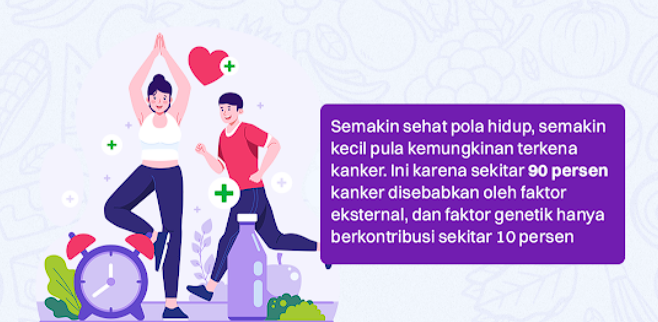 Semakin sehat pola hidup, semakin
kecil pula kemungkinan terkena
kanker. Ini karena sekitar 90 persen
kanker disebabkan oleh faktor
eksternal, dan faktor genetik hanya
berkontribusi sekitar 10 persen